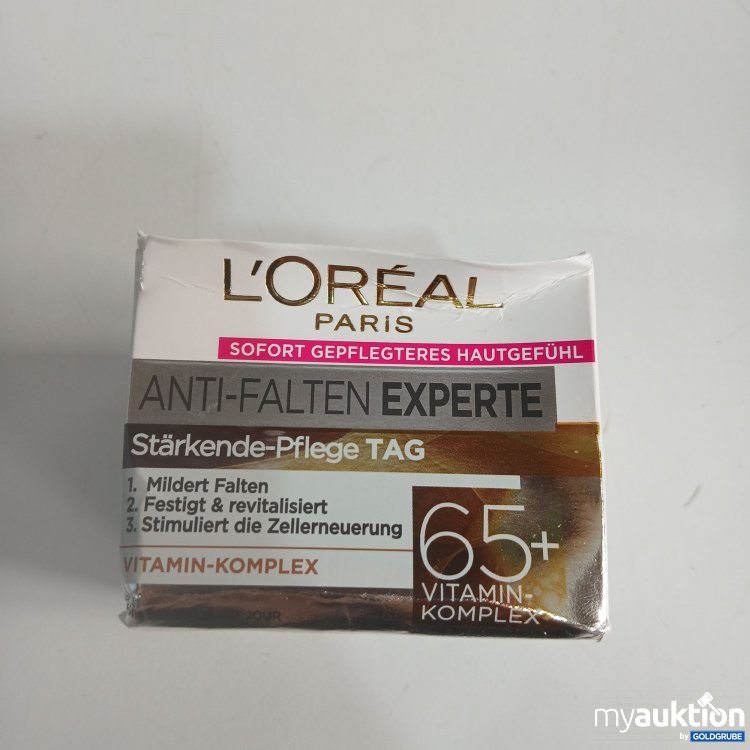 L'ORÉAL
PARIS
SOFORT GEPFLEGTERES HAUTGEFÜHL
ANTI-FALTEN EXPERTE
Stärkende-Pflege TAG
1. Mildert Falten
2. Festigt & revitalisiert
3. Stimuliert die Zellerneuerung
VITAMIN-KOMPLEX
65+
VITAMIN-
KOMPLEX
JOUR
myauktion
by GOLDGRUBE